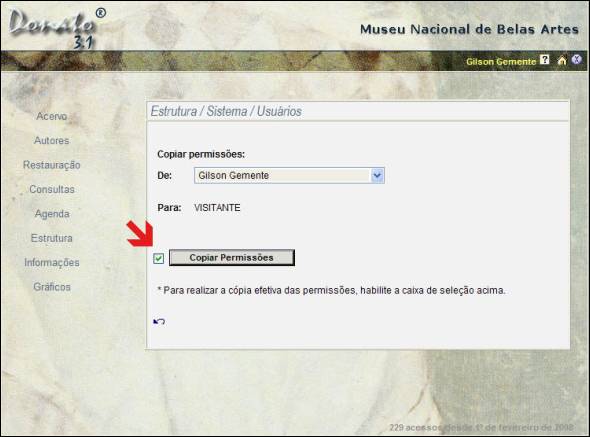 Donato®
3.1
Museu Nacional de Belas Artes
Gilson Gemente ? X
Estrutura / Sistema / Usuários
Acervo
Autores
Restauração
Consultas
Agenda
Estrutura
Informações
Gráficos
Copiar permissões:
De: Gilson Gemente
Para: VISITANTE
Copiar Permissões
* Para realizar a cópia efetiva das permissões, habilite a caixa de seleção acima.
229 acessos desde 1º de fevereiro de 2008